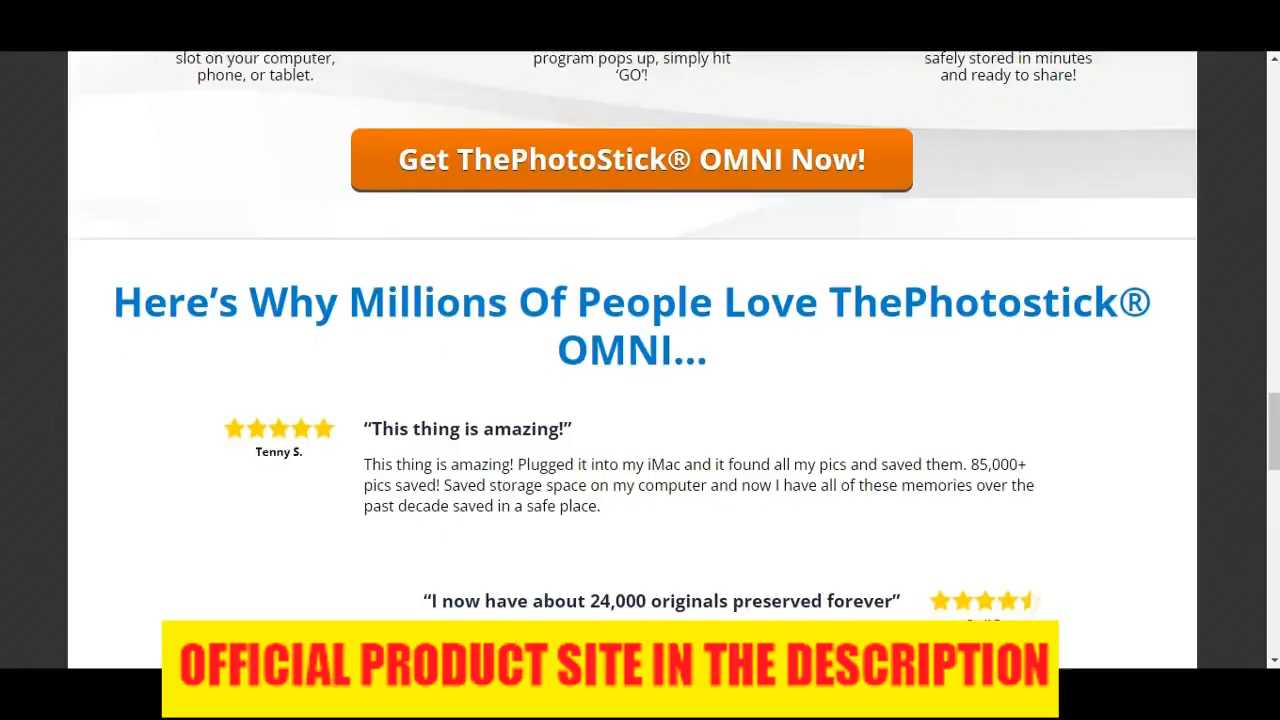 slot on your computer,
phone, or tablet.
program pops up, simply hit
‘GO’!
safely stored in minutes
and ready to share!
Get ThePhotoStick® OMNI Now!
Here’s Why Millions Of People Love ThePhotostick®
OMNI...
“This thing is amazing!”
Tenny S.
This thing is amazing! Plugged it into my iMac and it found all my pics and saved them. 85,000+
pics saved! Saved storage space on my computer and now I have all of these memories over the
past decade saved in a safe place.
“I now have about 24,000 originals preserved forever”
OFFICIAL PRODUCT SITE IN THE DESCRIPTION